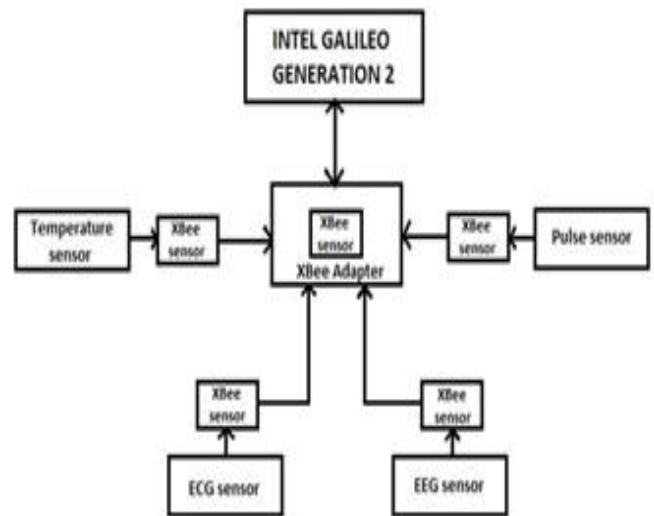 INTEL GALILEO
GENERATION 2
Temperature
sensor
XBee
sensor
XBee
sensor
XBee Adapter
XBee
sensor
Pulse sensor
XBee
sensor
XBee
sensor
ECG sensor
EEG sensor